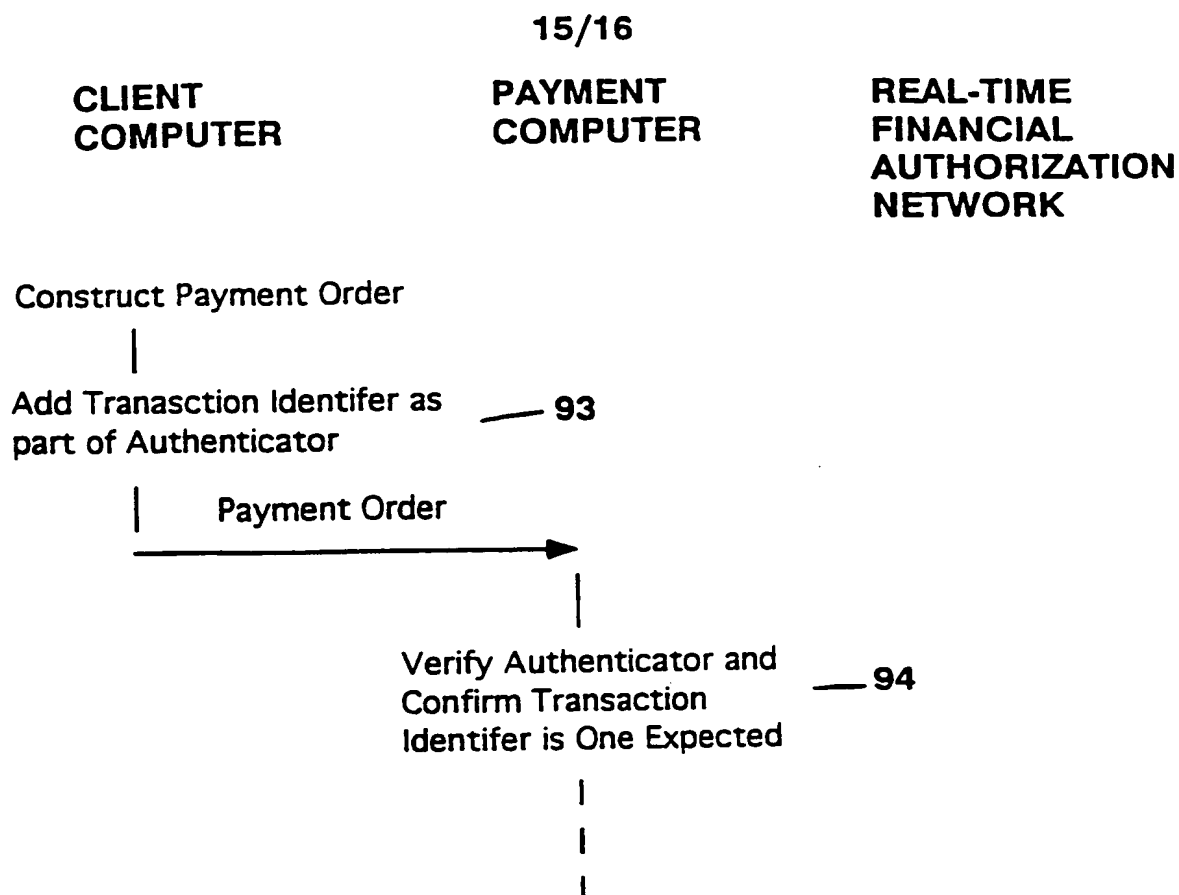 15/16
CLIENT
COMPUTER
PAYMENT
COMPUTER
REAL-TIME
FINANCIAL
AUTHORIZATION
NETWORK
Construct Payment Order
Add Tranasction Identifer as
part of Authenticator
93
Payment Order
Verify Authenticator and
Confirm Transaction
Identifer is One Expected
94